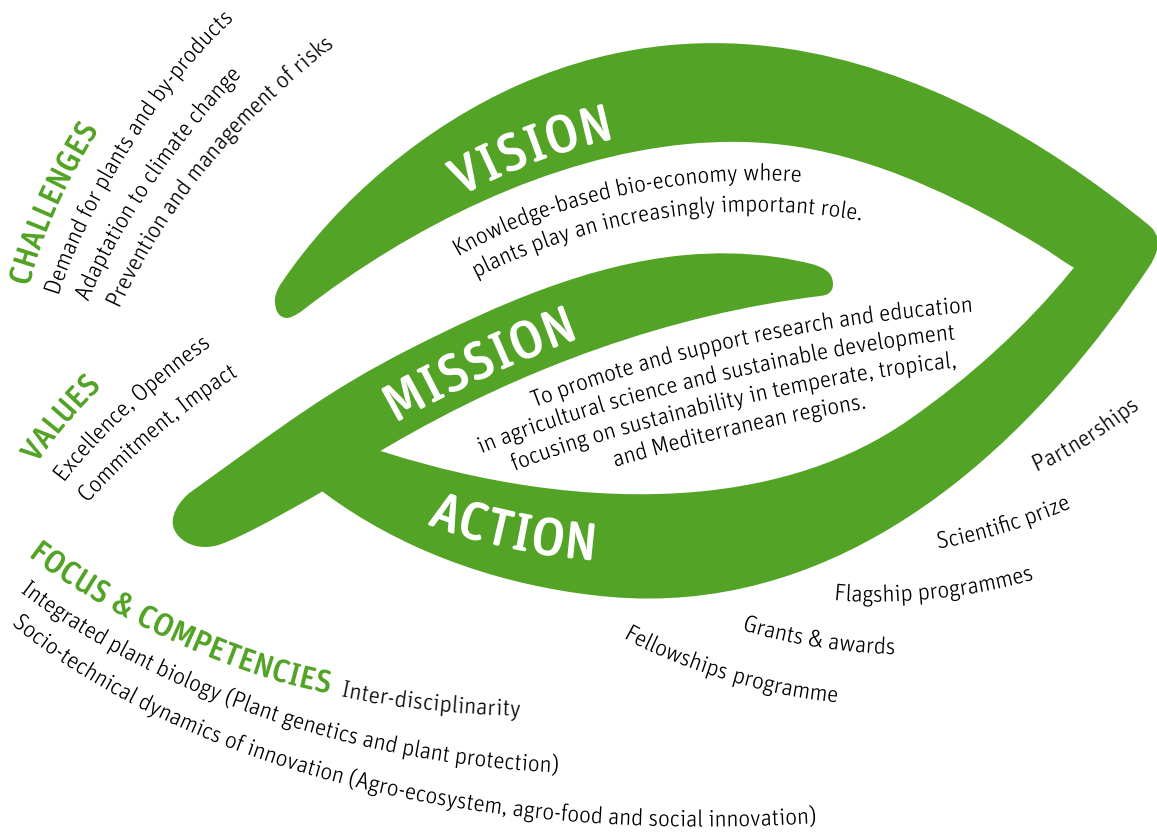 CHALLENGES
Demand for plants and by-products
Adaptation to climate change
Prevention and management of risks
VISION
Knowledge-based bio-economy where
plants play an increasingly important role.
MISSION
To promote and support research and education
in agricultural science and sustainable development
focusing on sustainability in temperate, tropical,
and Mediterranean regions.
VALUES
Excellence, Openness
Commitment, Impact
ACTION
Partnerships
Scientific prize
Flagship programmes
Grants & awards
Fellowships programme
FOCUS & COMPETENCIES Inter-disciplinarity
Integrated plant biology (Plant genetics and plant protection)
Socio-technical dynamics of innovation (Agro-ecosystem, agro-food and social innovation)